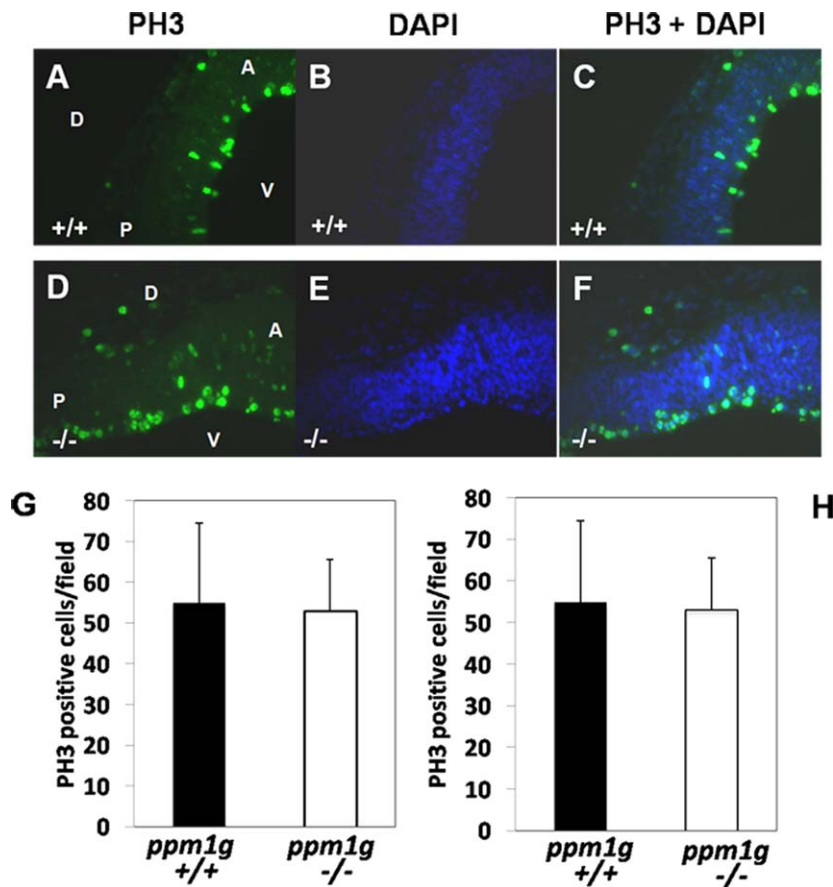 PH3 DAPI PH3 + DAPI
A A B C
D
V
+/+ P +/+ +/+
D D E F
A
P
-/- V -/- -/-
G H
80 80
70 70
60 60
50 50
40 40
30 30
20 20
10 10
0 0
PH3 positive cells/field PH3 positive cells/field
ppm1g ppm1g ppm1g ppm1g
+/+ -/- +/+ -/-